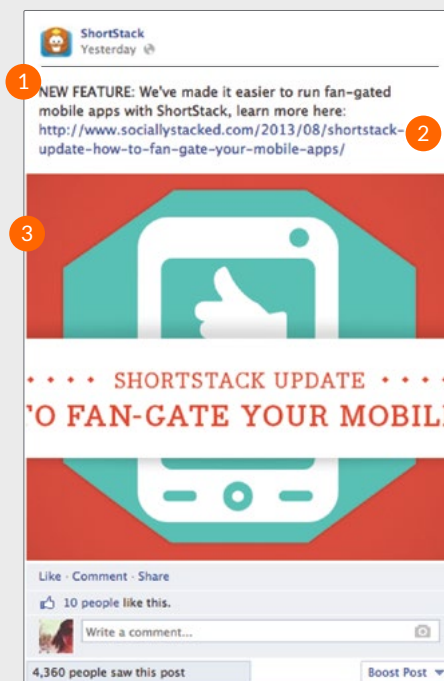 ShortStack
Yesterday
1
NEW FEATURE: We've made it easier to run fan-gated
mobile apps with ShortStack, learn more here:
http://www.sociallystacked.com/2013/08/shortstack-
2
update-how-to-fan-gate-your-mobile-apps/
3
SHORTSTACK UPDATE
TO FAN-GATE YOUR MOBILE
Like · Comment · Share
10 people like this.
Write a comment...
4,360 people saw this post
Boost Post